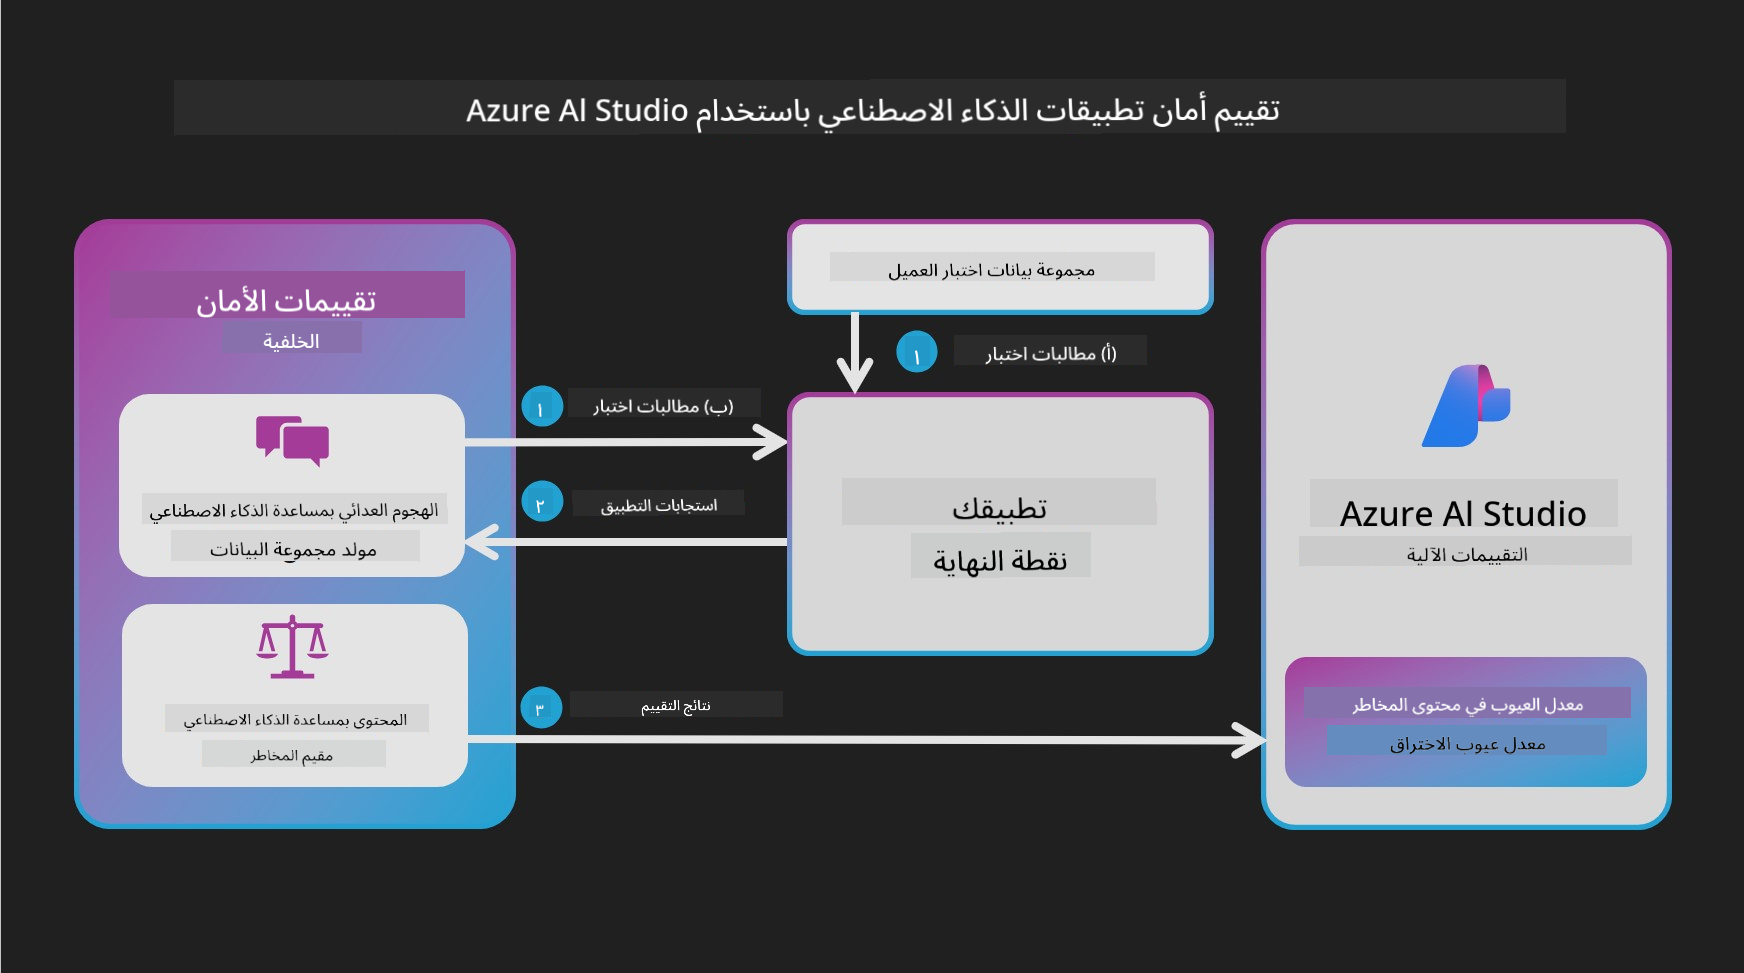 تقييم أمان تطبيقات الذكاء الاصطناعي باستخدام Azure AI Studio
تقييمات الأمان
الخلفية
الهجوم العدائي بمساعدة الذكاء الاصطناعي
مولد مجموعة البيانات
المحتوى بمساعدة الذكاء الاصطناعي
مقيم المخاطر
مجموعة بيانات اختبار العميل
١ (أ) مطالبات اختبار
١ (ب) مطالبات اختبار
٢ استجابات التطبيق
٣ نتائج التقييم
تطبيقك
نقطة النهاية
Azure AI Studio
التقييمات الآلية
معدل العيوب في محتوى المخاطر
معدل عيوب الاختراق